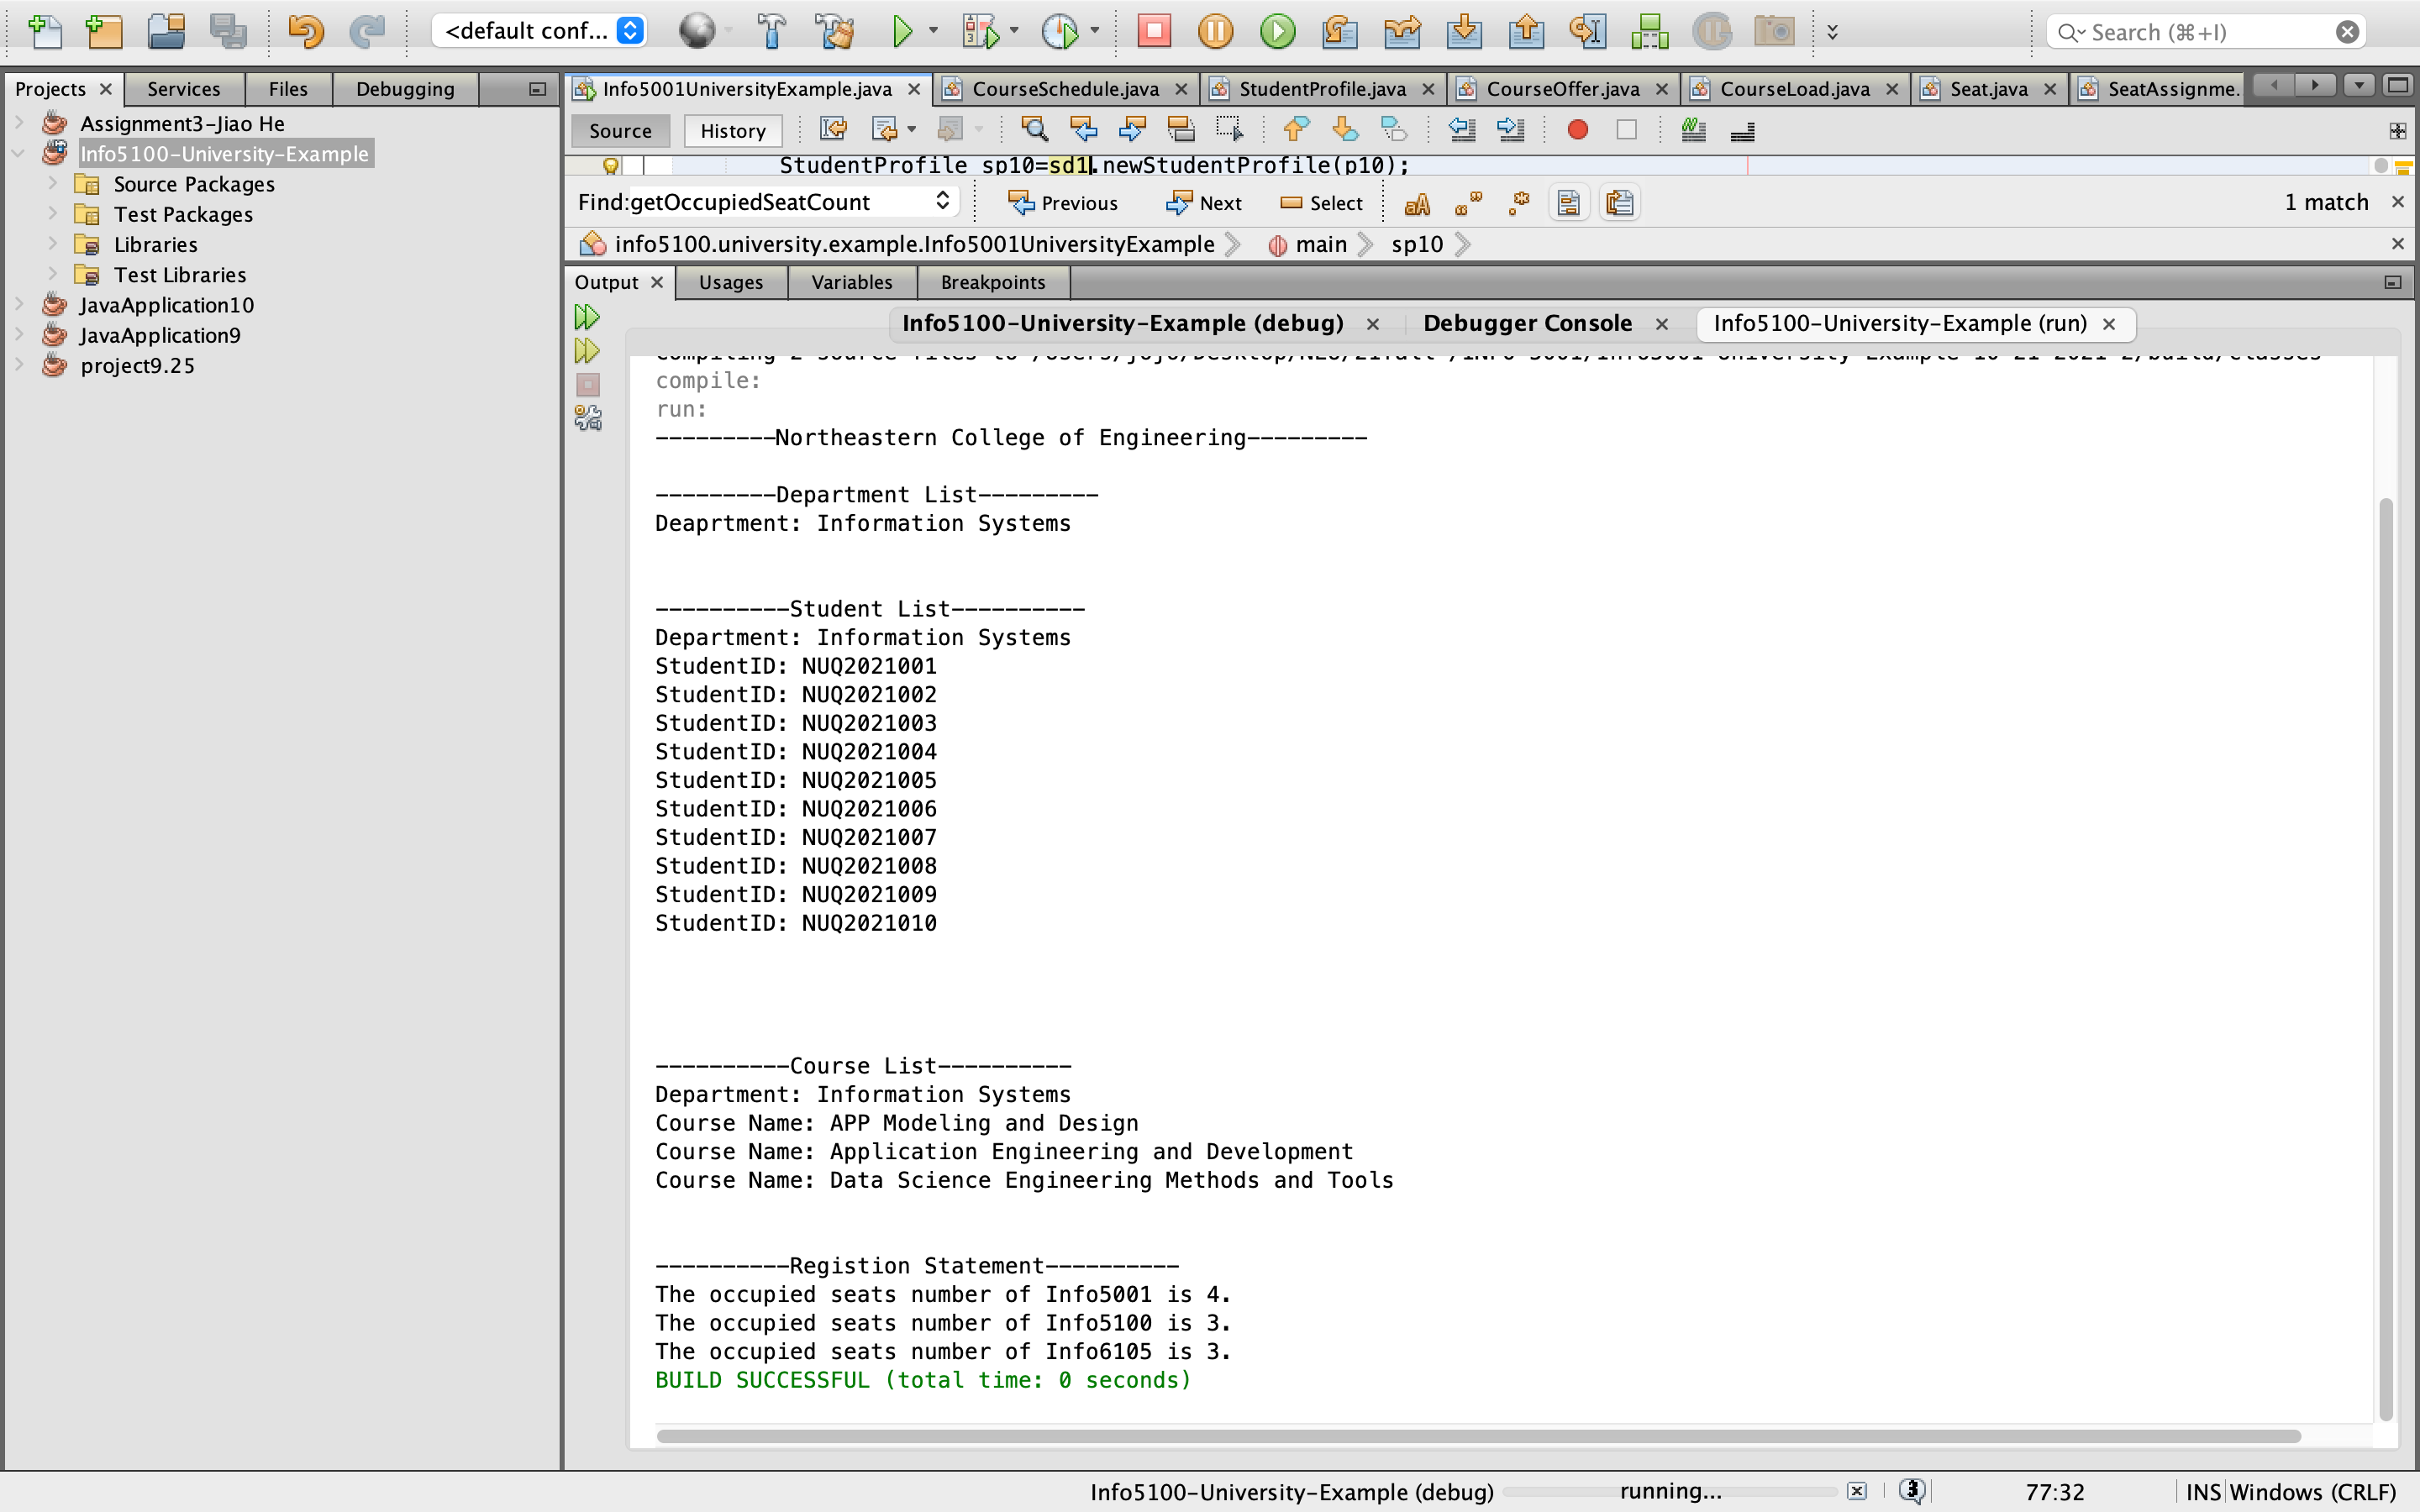 <default conf...
Search (⌘+I)
Projects
Services
Files
Debugging
Info5001UniversityExample.java
CourseSchedule.java
StudentProfile.java
CourseOffer.java
CourseLoad.java
Seat.java
SeatAssignme.
Assignment3-Jiao He
Info5100-University-Example
Source Packages
Test Packages
Libraries
Test Libraries
JavaApplication10
JavaApplication9
project9.25
Source
History
StudentProfile sp10=sd1.newStudentProfile(p10);
Find:getOccupiedSeatCount
Previous
Next
Select
1 match
info5100.university.example.Info5001UniversityExample
main
sp10
Output
Usages
Variables
Breakpoints
Info5100-University-Example (debug)
Debugger Console
Info5100-University-Example (run)
compile:
run:
---------Northeastern College of Engineering---------
---------Department List---------
Deaprtment: Information Systems
----------Student List----------
Department: Information Systems
StudentID: NUQ2021001
StudentID: NUQ2021002
StudentID: NUQ2021003
StudentID: NUQ2021004
StudentID: NUQ2021005
StudentID: NUQ2021006
StudentID: NUQ2021007
StudentID: NUQ2021008
StudentID: NUQ2021009
StudentID: NUQ2021010
----------Course List----------
Department: Information Systems
Course Name: APP Modeling and Design
Course Name: Application Engineering and Development
Course Name: Data Science Engineering Methods and Tools
----------Registion Statement----------
The occupied seats number of Info5001 is 4.
The occupied seats number of Info5100 is 3.
The occupied seats number of Info6105 is 3.
BUILD SUCCESSFUL (total time: 0 seconds)
Info5100-University-Example (debug)
running...
3
77:32
INS
Windows (CRLF)